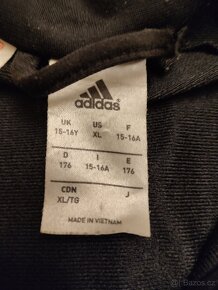 adidas®
UK US F
15-16Y XL 15-16A
D I E
176 15-16A 176
CDN J
XL/TG
MADE IN VIETNAM
Bazoš.cz